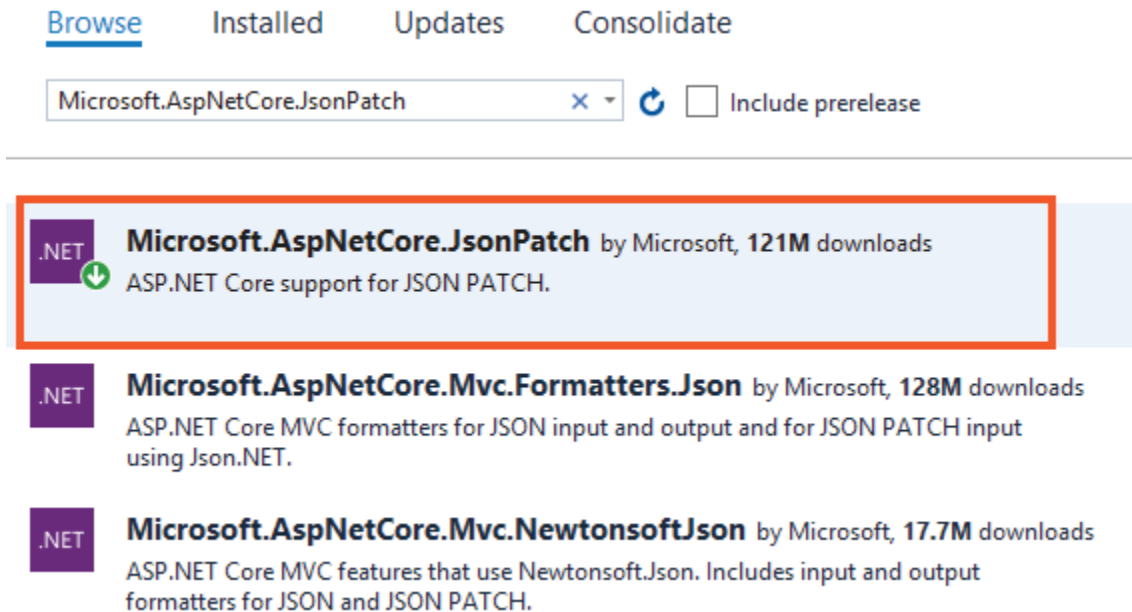 Browse Installed Updates Consolidate
Microsoft.AspNetCore.JsonPatch Include prerelease
.NET Microsoft.AspNetCore.JsonPatch by Microsoft, 121M downloads
ASP.NET Core support for JSON PATCH.
.NET Microsoft.AspNetCore.Mvc.Formatters.Json by Microsoft, 128M downloads
ASP.NET Core MVC formatters for JSON input and output and for JSON PATCH input
using Json.NET.
.NET Microsoft.AspNetCore.Mvc.NewtonsoftJson by Microsoft, 17.7M downloads
ASP.NET Core MVC features that use Newtonsoft.Json. Includes input and output
formatters for JSON and JSON PATCH.